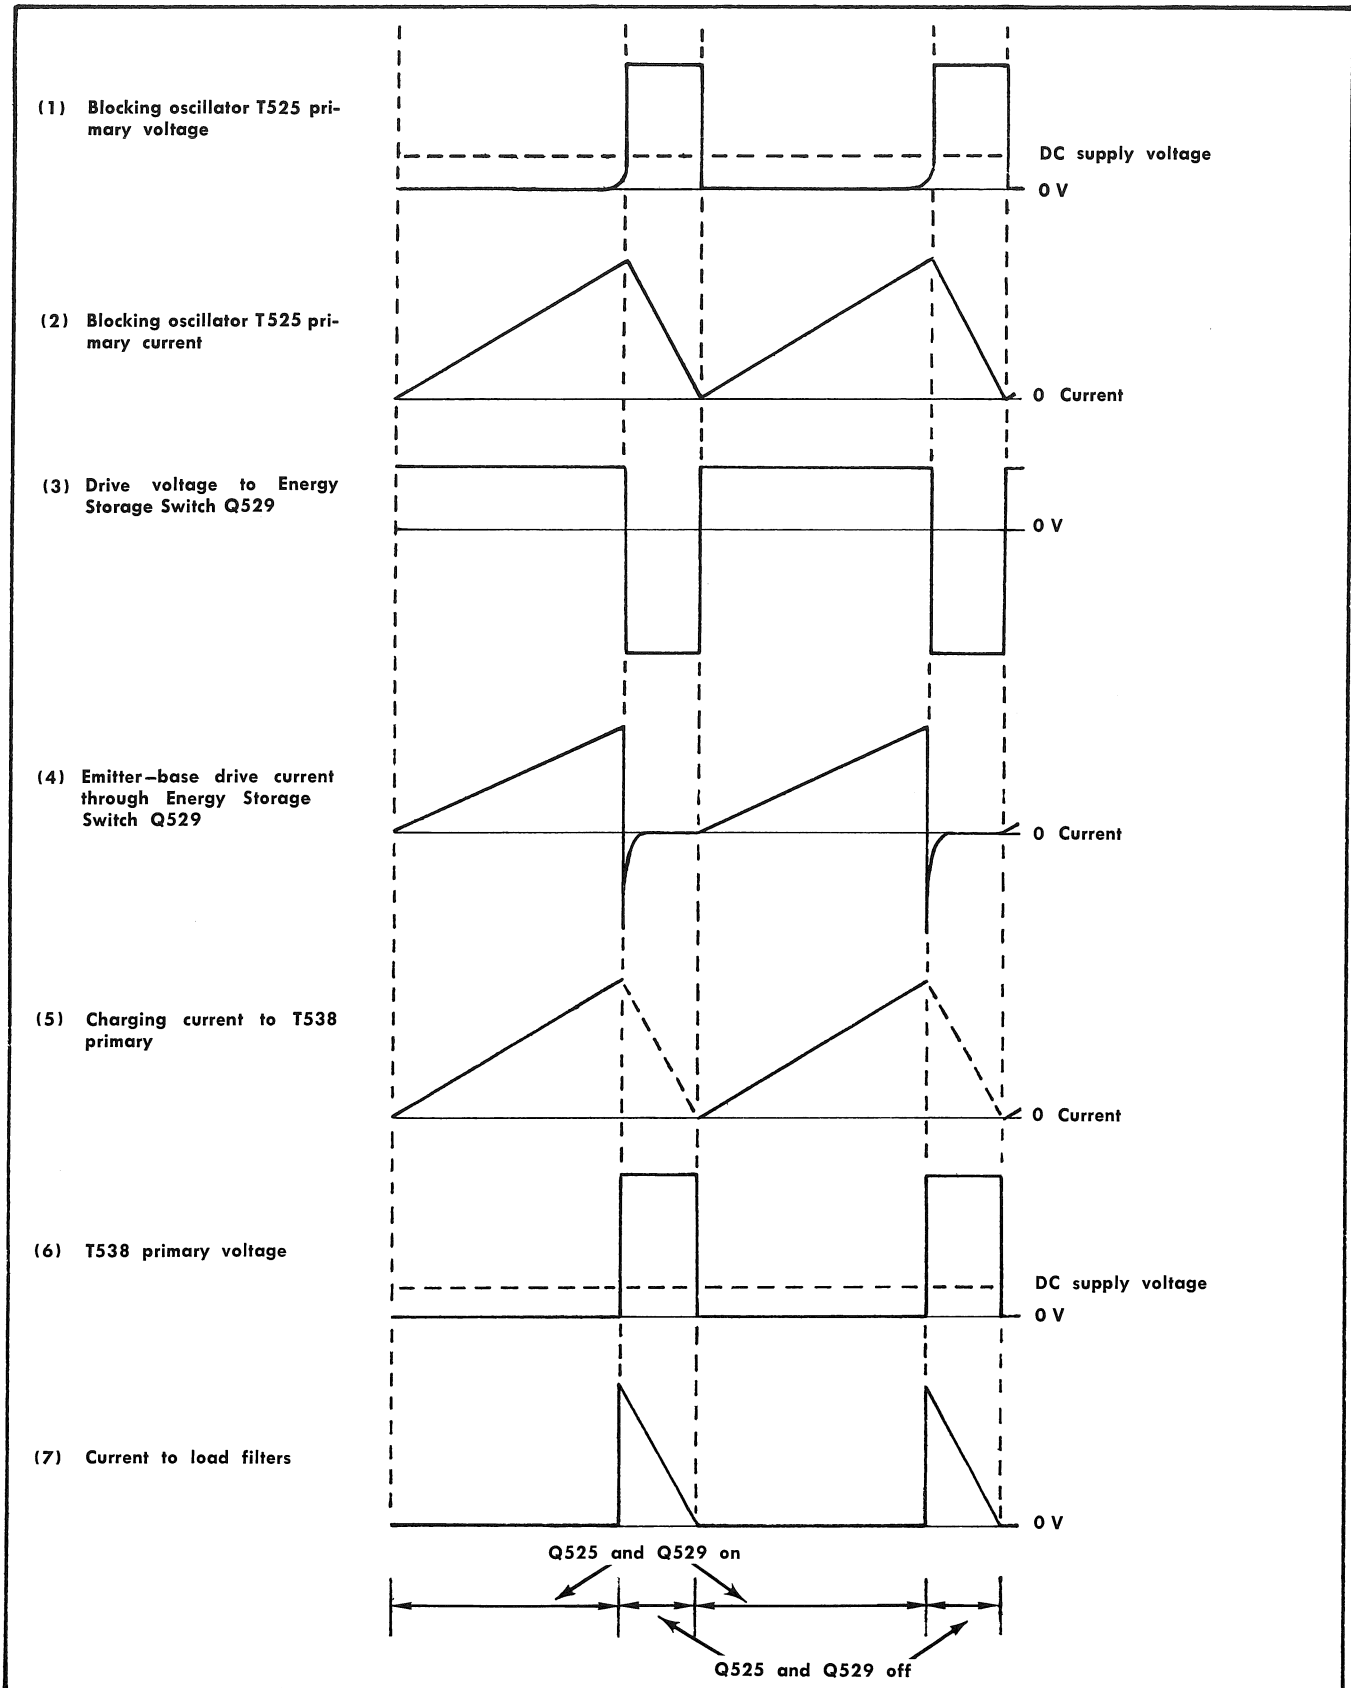 (1) Blocking oscillator T525 pri-
mary voltage
DC supply voltage
0 V
(2) Blocking oscillator T525 pri-
mary current
0 Current
(3) Drive voltage to Energy
Storage Switch Q529
0 V
(4) Emitter–base drive current
through Energy Storage
Switch Q529
0 Current
(5) Charging current to T538
primary
0 Current
(6) T538 primary voltage
DC supply voltage
0 V
(7) Current to load filters
0 V
Q525 and Q529 on
Q525 and Q529 off